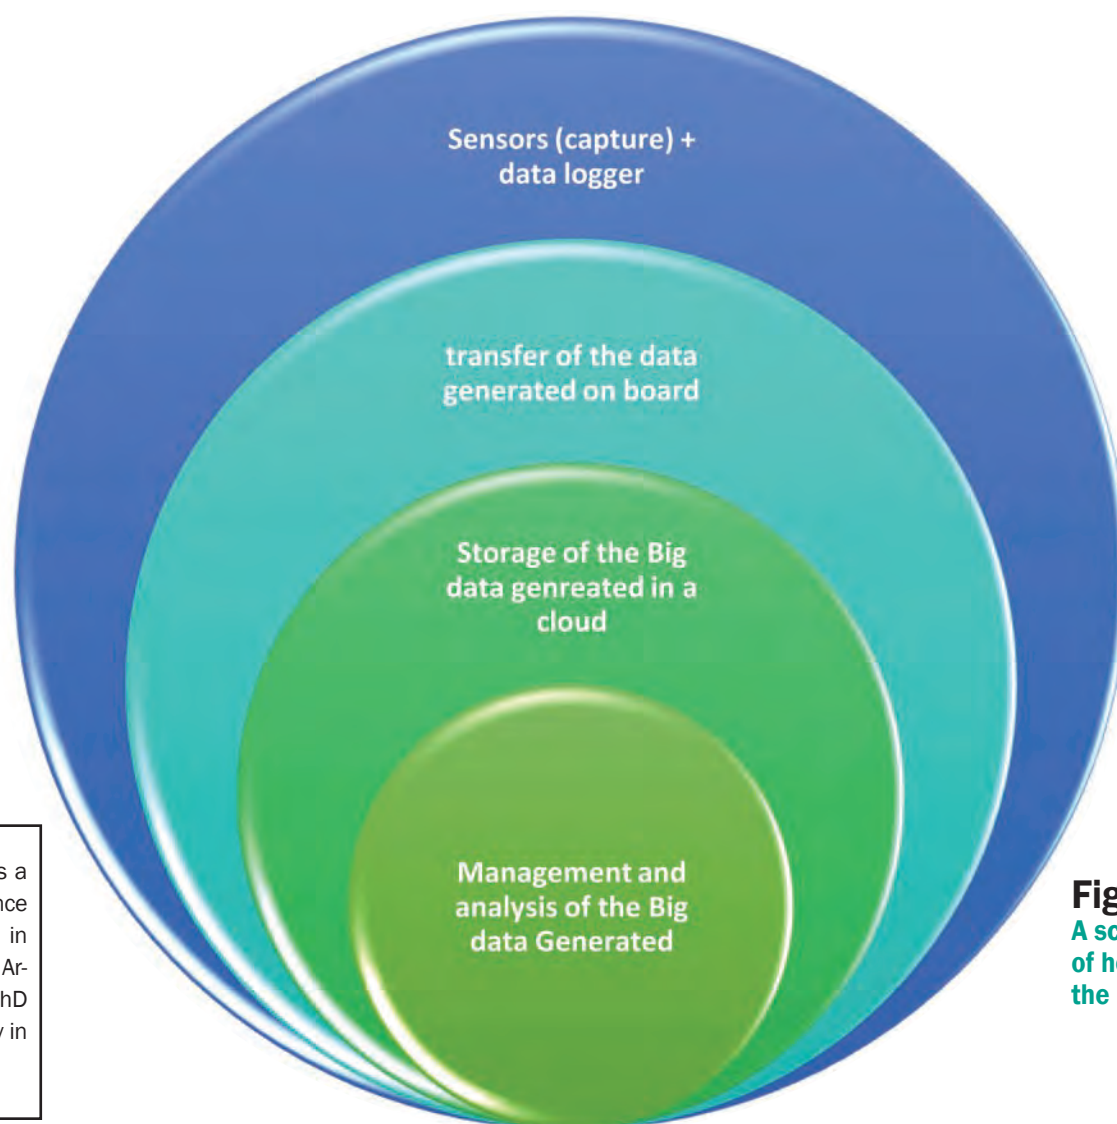 Sensors (capture) +
data logger
transfer of the data
generated on board
Storage of the Big
data genreated in a
cloud
Management and
analysis of the Big
data Generated
s a
nce
in
Ar-
hD
y in
Fig
A sc
of h
the